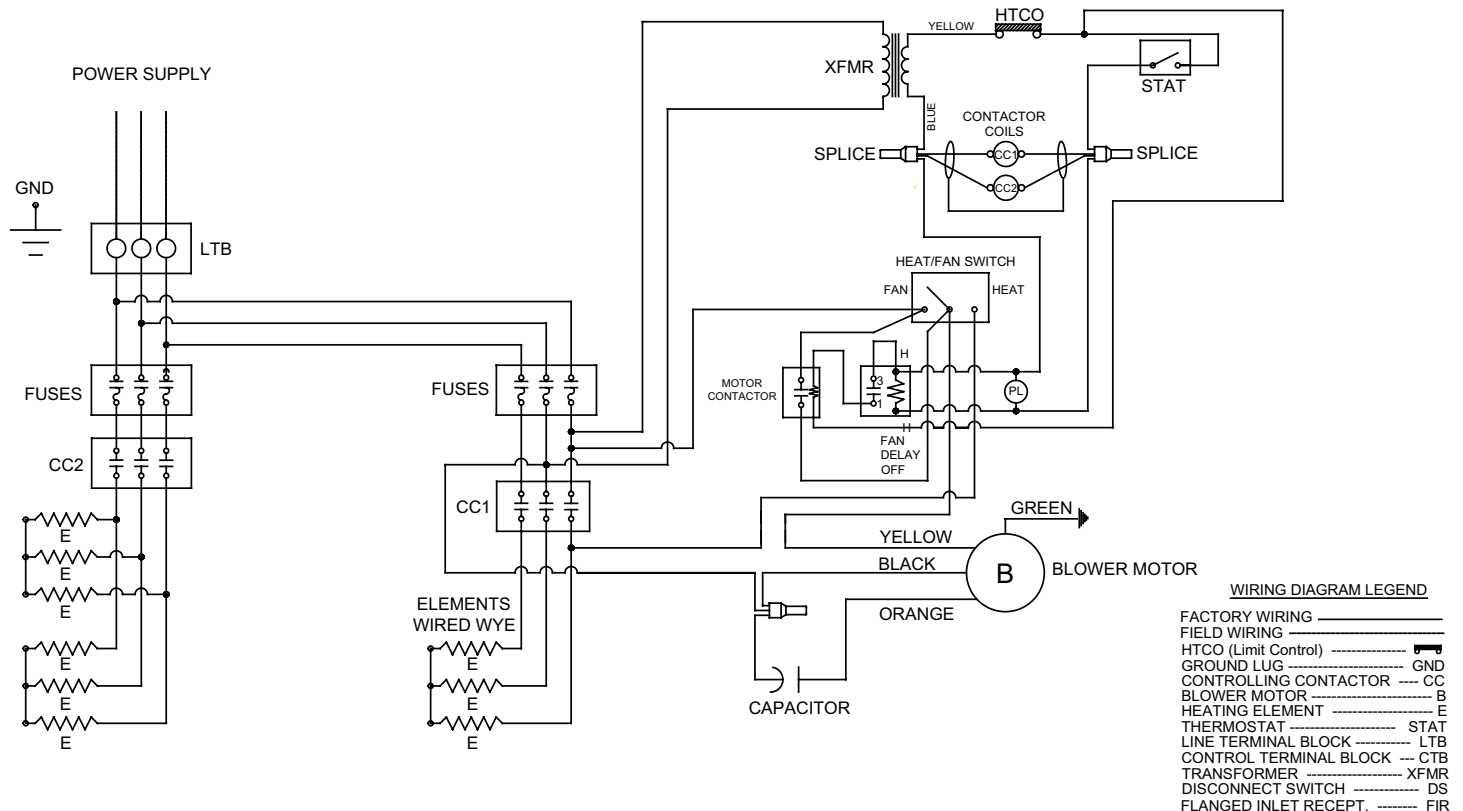 HTCO
YELLOW
POWER SUPPLY
XFMR
STAT
BLUE
CONTACTOR
COILS
SPLICE
CC1
SPLICE
CC2
GND
LTB
HEAT/FAN SWITCH
FAN
HEAT
H
FUSES
FUSES
MOTOR
CONTACTOR
3
1
PL
H
FAN
DELAY
OFF
CC2
CC1
GREEN
YELLOW
BLACK
B
BLOWER MOTOR
ORANGE
E
E
E
ELEMENTS
WIRED WYE
E
E
E
E
E
E
CAPACITOR
WIRING DIAGRAM LEGEND
FACTORY WIRING
FIELD WIRING
HTCO (Limit Control) ---------------
GROUND LUG ----------------------- GND
CONTROLLING CONTACTOR ---- CC
BLOWER MOTOR ------------------------ B
HEATING ELEMENT -------------------- E
THERMOSTAT --------------------- STAT
LINE TERMINAL BLOCK ----------- LTB
CONTROL TERMINAL BLOCK --- CTB
TRANSFORMER ------------------- XFMR
DISCONNECT SWITCH ------------- DS
FLANGED INLET RECEPT. -------- FIR